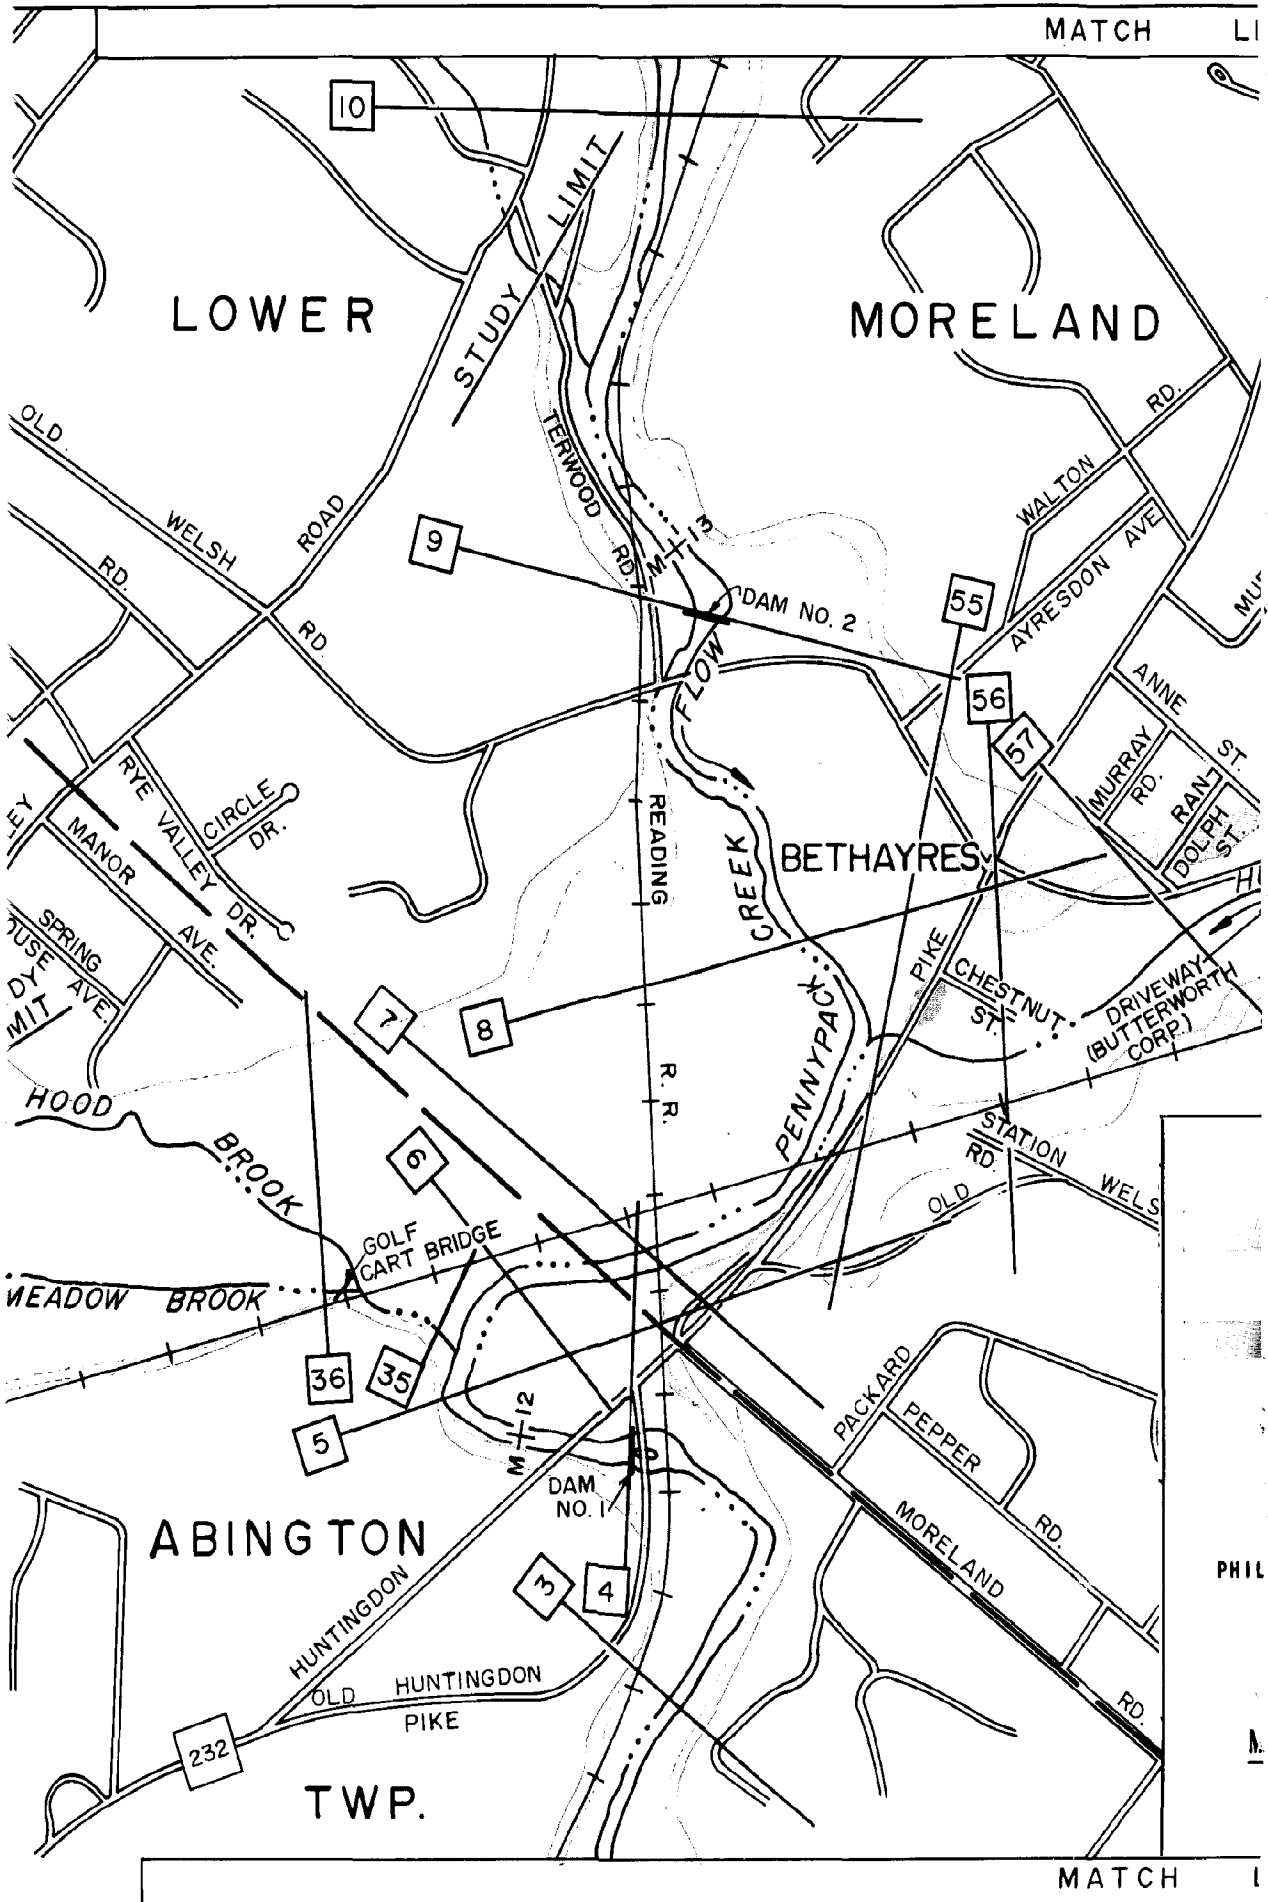 MATCH
10
STUDY LIMIT
LOWER
MORELAND
OLD
WELSH
ROAD
RD.
RD.
TERWOOD
RD.
WALTON
RD.
AYRESDON AVE
9
M 13
DAM NO. 2
FLOW
55
56
57
ANNE
ST.
MURRAY
RD.
RAN
DOLPH
ST.
RYE VALLEY DR.
CIRCLE
DR.
MANOR
AVE.
SPRING
AVE.
READING
R. R.
CREEK
BETHAYRES
PIKE
CHESTNUT
ST.
DRIVEWAY
(BUTTERWORTH
CORP.)
7
8
PENNYPACK
HOOD
BROOK
6
STATION
RD.
OLD
WELS
GOLF
CART BRIDGE
MEADOW BROOK
36
35
5
M 12
PACKARD
PEPPER
RD.
DAM
NO. 1
ABINGTON
MORELAND
RD.
3
4
PHIL
HUNTINGDON
OLD HUNTINGDON
PIKE
232
TWP.
MATCH